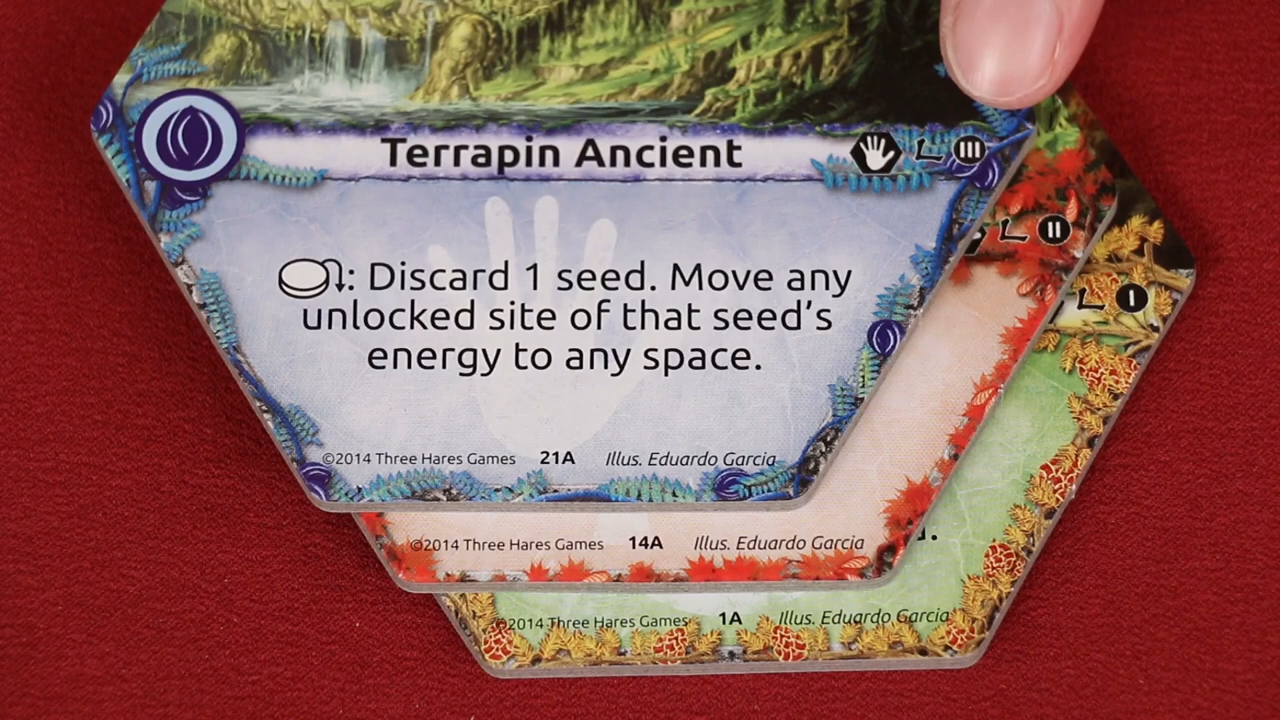 Terrapin Ancient III
: Discard 1 seed. Move any
unlocked site of that seed's
energy to any space.
©2014 Three Hares Games 21A Illus. Eduardo Garcia
II
©2014 Three Hares Games 14A Illus. Eduardo Garcia
I
©2014 Three Hares Games 1A Illus. Eduardo Garcia